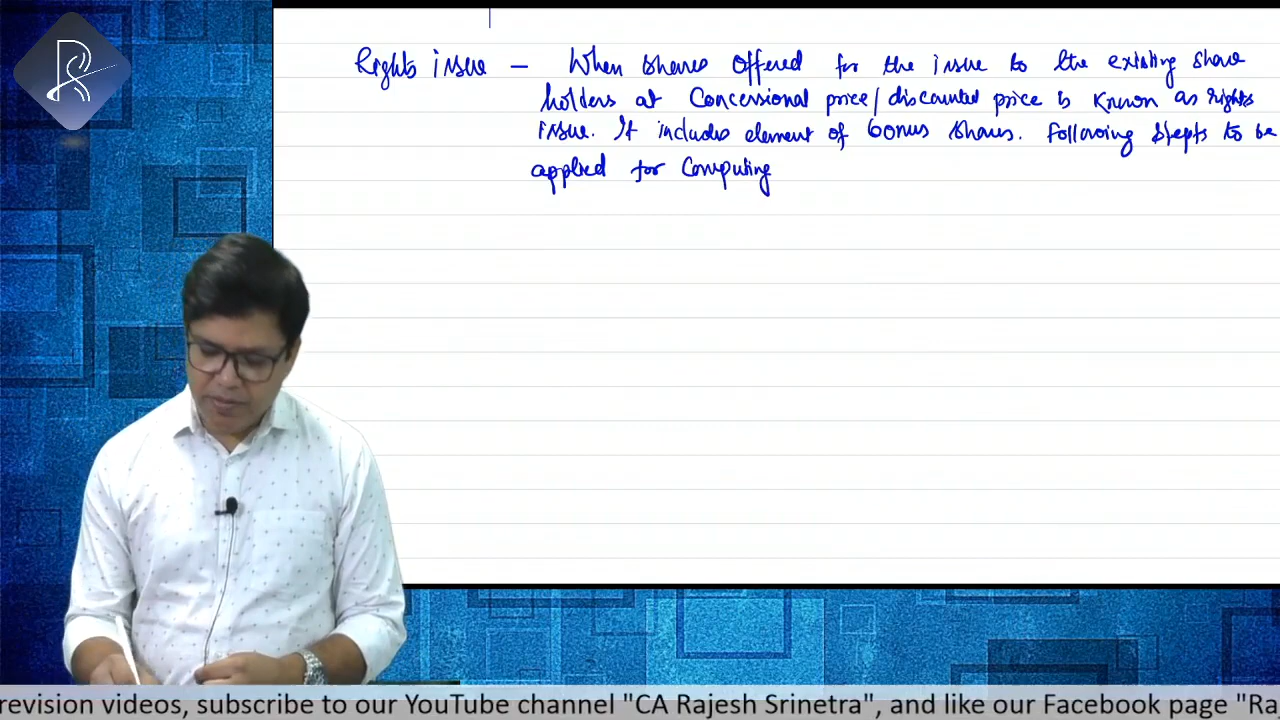 Rights issue — When shares offered for the issue to the existing share
holders at Concessional price/discounted price is known as rights
issue. It includes element of bonus shares. Following stepts to be
applied for Computing
revision videos, subscribe to our YouTube channel "CA Rajesh Srinetra", and like our Facebook page "Ra